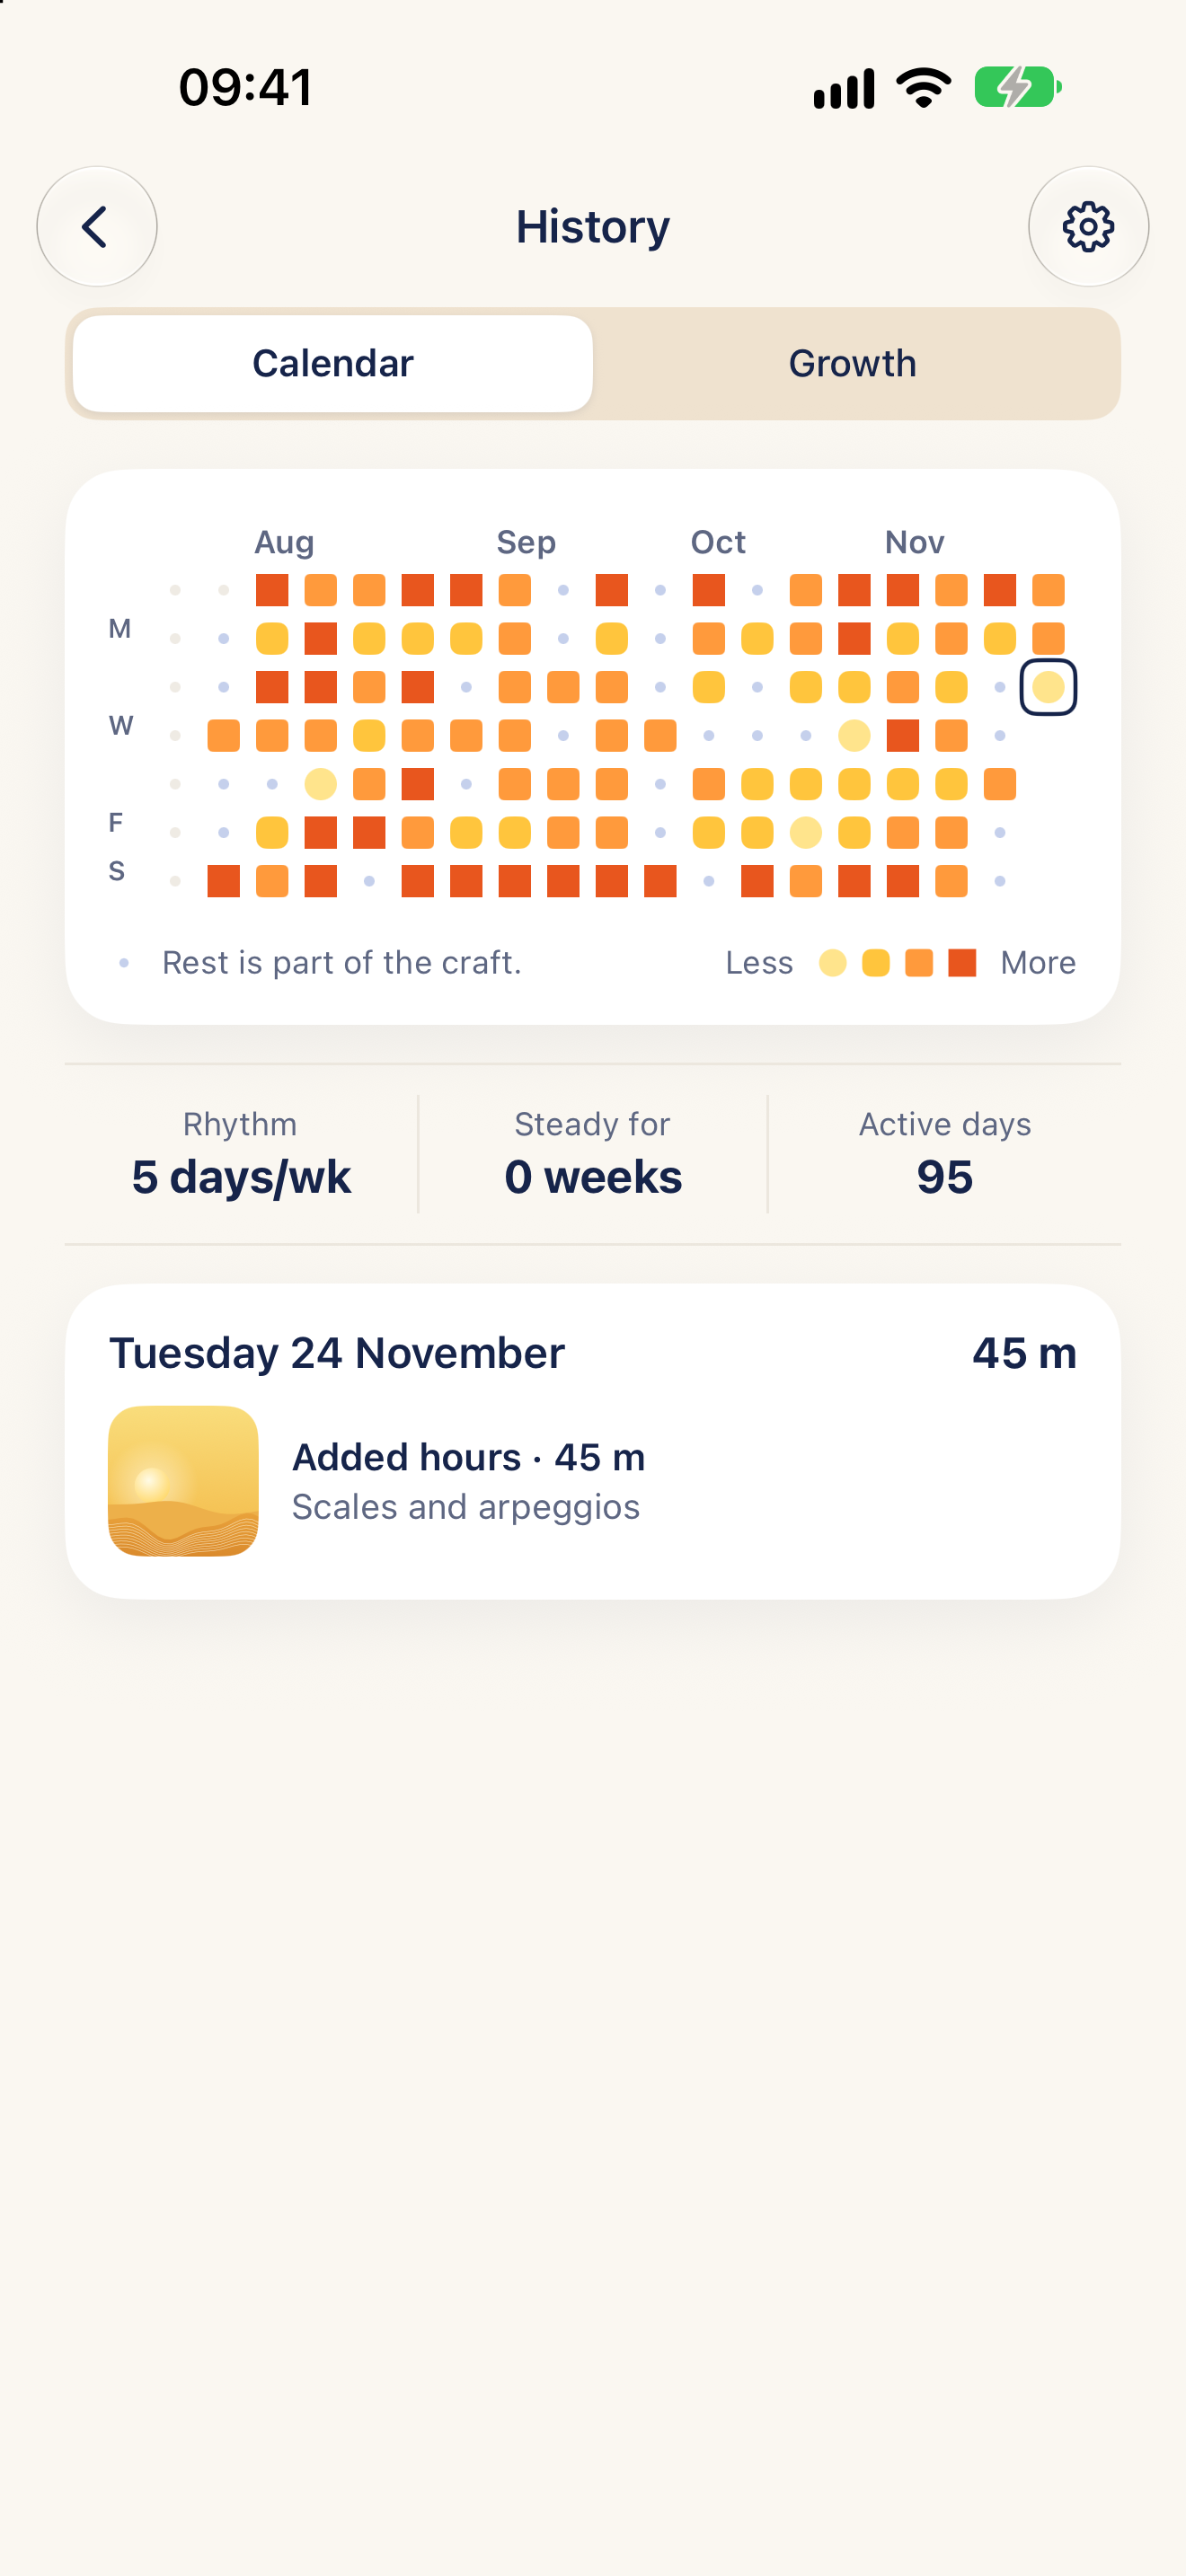 09:41
History
Calendar Growth
Aug Sep Oct Nov
M
W
F
S
Rest is part of the craft. Less More
Rhythm Steady for Active days
5 days/wk 0 weeks 95
Tuesday 24 November 45 m
Added hours · 45 m
Scales and arpeggios